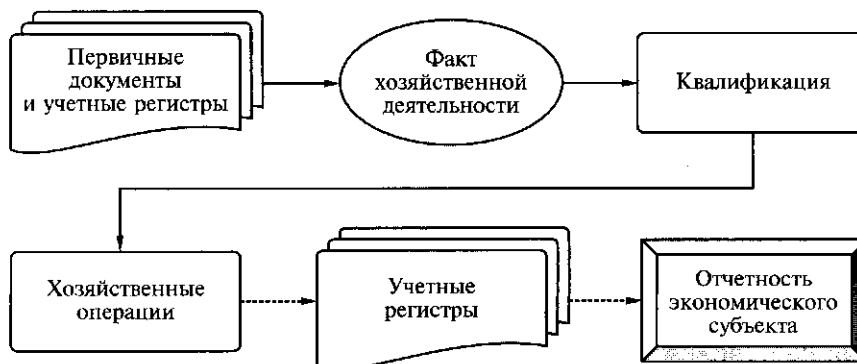 Первичные
документы
и учетные регистры
Факт
хозяйственной
деятельности
Квалификация
Хозяйственные
операции
Учетные
регистры
Отчетность
экономического
субъекта